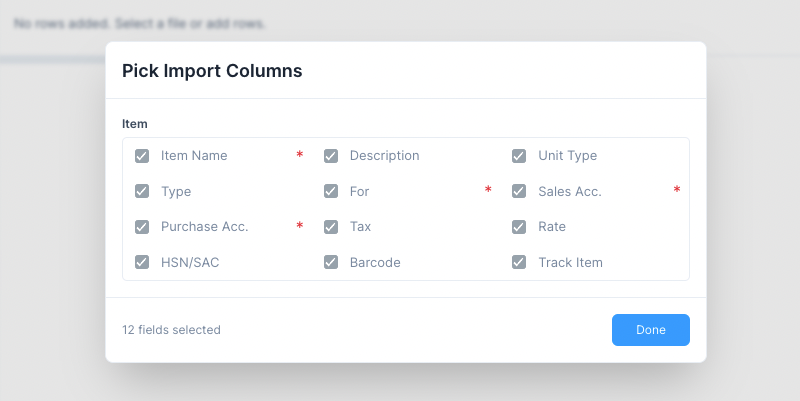 No rows added. Select a file or add rows.
Pick Import Columns
Item
Item Name * Description Unit Type
Type For * Sales Acc. *
Purchase Acc. * Tax Rate
HSN/SAC Barcode Track Item
12 fields selected Done